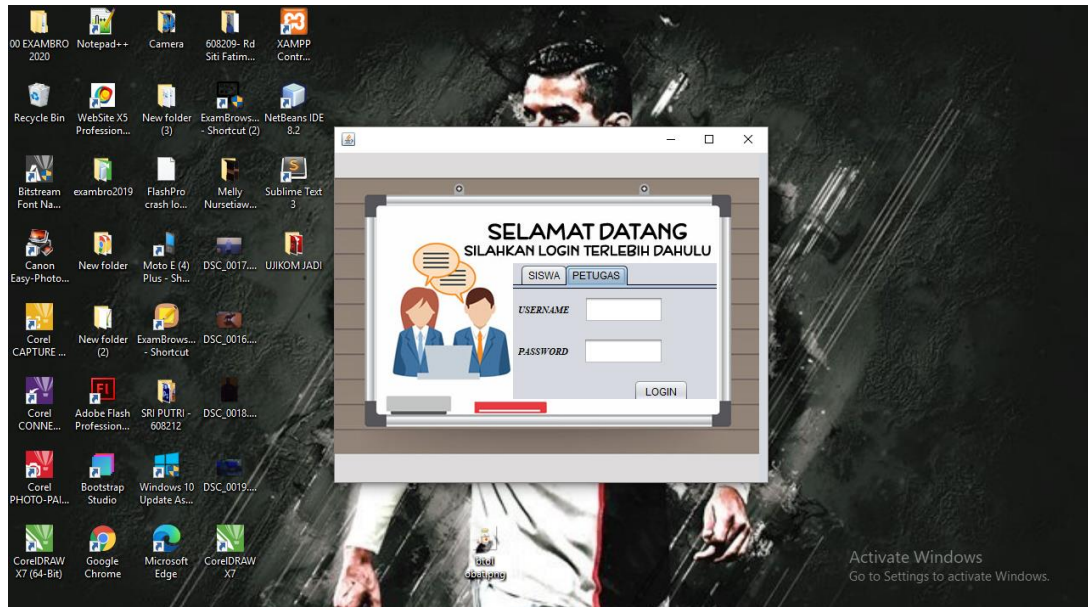 00 EXAMBRO
2020
Notepad++
Camera
608209- Rd
Siti Fatim...
XAMPP
Contr...
Recycle Bin
WebSite X5
Profession...
New folder
(3)
ExamBrows...
- Shortcut (2)
NetBeans IDE
8.2
Bitstream
Font Na...
exambro2019
FlashPro
crash lo...
Melly
Nursetiaw...
Sublime Text
3
Canon
Easy-Photo...
New folder
Moto E (4)
Plus - Sh...
DSC_0017....
UJIKOM JADI
Corel
CAPTURE ...
New folder
(2)
ExamBrows...
- Shortcut
DSC_0016....
Corel
CONNE...
Adobe Flash
Profession...
SRI PUTRI -
608212
DSC_0018....
Corel
PHOTO-PAI...
Bootstrap
Studio
Windows 10
Update As...
DSC_0019....
CorelDRAW
X7 (64-Bit)
Google
Chrome
Microsoft
Edge
CorelDRAW
X7
SELAMAT DATANG
SILAHKAN LOGIN TERLEBIH DAHULU
SISWA PETUGAS
USERNAME
PASSWORD
LOGIN
btol
obat.png
Activate Windows
Go to Settings to activate Windows.